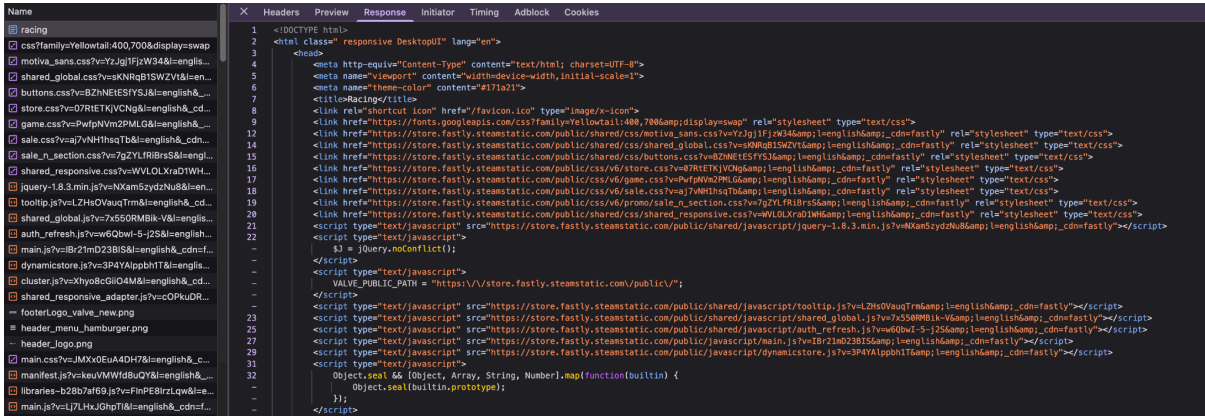 Name
racing
css?family=Yellowtail:400,700&display=swap
motiva_sans.css?v=YzJgj1FjzW34&l=englis...
shared_global.css?v=sKNRqB1SWZVt&l=en...
buttons.css?v=BZhNEtESfYSJ&l=english&_...
store.css?v=07RtETKjVCNg&l=english&_cd...
game.css?v=PwfpNVm2PMLG&l=english&_...
sale.css?v=aj7vNH1hsqTb&l=english&_cd...
sale_n_section.css?v=7gZYLfRiBrsS&l=engl...
shared_responsive.css?v=WVLOLXraD1WH...
jquery-1.8.3.min.js?v=NXam5zydzNu8&l=en...
tooltip.js?v=LZHsOVauqTrm&l=english&_cd...
shared_global.js?v=7x550RMBik-V&l=englis...
auth_refresh.js?v=w6QbwI-5-j2S&l=english...
main.js?v=IBr21mD23BIS&l=english&_cdn=f...
dynamicstore.js?v=3P4YAlppbh1T&l=englis...
cluster.js?v=Xhyo8cGiiO4M&l=english&_cd...
shared_responsive_adapter.js?v=cOPkuDR...
footerLogo_valve_new.png
header_menu_hamburger.png
header_logo.png
main.css?v=JMXx0EuA4DH7&l=english&_c...
manifest.js?v=keuVMWfd8uQY&l=english&_...
libraries~b28b7af69.js?v=FInPE8lrzLqw&l=e...
main.js?v=Lj7LHxJGhpTl&l=english&_cdn=f...
Headers Preview Response Initiator Timing Adblock Cookies
1 <!DOCTYPE html>
2 <html class=" responsive DesktopUI" lang="en">
3 <head>
4 <meta http-equiv="Content-Type" content="text/html; charset=UTF-8">
5 <meta name="viewport" content="width=device-width,initial-scale=1">
6 <meta name="theme-color" content="#171a21">
7 <title>Racing</title>
8 <link rel="shortcut icon" href="/favicon.ico" type="image/x-icon">
9 <link href="https://fonts.googleapis.com/css?family=Yellowtail:400,700&amp;display=swap" rel="stylesheet" type="text/css">
12 <link href="https://store.fastly.steamstatic.com/public/shared/css/motiva_sans.css?v=YzJgj1FjzW34&amp;l=english&amp;_cdn=fastly" rel="stylesheet" type="text/css">
14 <link href="https://store.fastly.steamstatic.com/public/shared/css/shared_global.css?v=sKNRqB1SWZVt&amp;l=english&amp;_cdn=fastly" rel="stylesheet" type="text/css">
15 <link href="https://store.fastly.steamstatic.com/public/shared/css/buttons.css?v=BZhNEtESfYSJ&amp;l=english&amp;_cdn=fastly" rel="stylesheet" type="text/css">
16 <link href="https://store.fastly.steamstatic.com/public/css/v6/store.css?v=07RtETKjVCNg&amp;l=english&amp;_cdn=fastly" rel="stylesheet" type="text/css">
17 <link href="https://store.fastly.steamstatic.com/public/css/v6/game.css?v=PwfpNVm2PMLG&amp;l=english&amp;_cdn=fastly" rel="stylesheet" type="text/css">
18 <link href="https://store.fastly.steamstatic.com/public/css/v6/sale.css?v=aj7vNH1hsqTb&amp;l=english&amp;_cdn=fastly" rel="stylesheet" type="text/css">
19 <link href="https://store.fastly.steamstatic.com/public/css/v6/promo/sale_n_section.css?v=7gZYLfRiBrsS&amp;l=english&amp;_cdn=fastly" rel="stylesheet" type="text/css">
20 <link href="https://store.fastly.steamstatic.com/public/shared/css/shared_responsive.css?v=WVLOLXraD1WH&amp;l=english&amp;_cdn=fastly" rel="stylesheet" type="text/css">
21 <script type="text/javascript" src="https://store.fastly.steamstatic.com/public/shared/javascript/jquery-1.8.3.min.js?v=NXam5zydzNu8&amp;l=english&amp;_cdn=fastly"></script>
22 <script type="text/javascript">
- $J = jQuery.noConflict();
- </script>
- <script type="text/javascript">
- VALVE_PUBLIC_PATH = "https:\/\/store.fastly.steamstatic.com\/public\/";
- </script>
- <script type="text/javascript" src="https://store.fastly.steamstatic.com/public/shared/javascript/tooltip.js?v=LZHsOVauqTrm&amp;l=english&amp;_cdn=fastly"></script>
23 <script type="text/javascript" src="https://store.fastly.steamstatic.com/public/shared/javascript/shared_global.js?v=7x550RMBik-V&amp;l=english&amp;_cdn=fastly"></script>
25 <script type="text/javascript" src="https://store.fastly.steamstatic.com/public/shared/javascript/auth_refresh.js?v=w6QbwI-5-j2S&amp;l=english&amp;_cdn=fastly"></script>
27 <script type="text/javascript" src="https://store.fastly.steamstatic.com/public/javascript/main.js?v=IBr21mD23BIS&amp;l=english&amp;_cdn=fastly"></script>
29 <script type="text/javascript" src="https://store.fastly.steamstatic.com/public/javascript/dynamicstore.js?v=3P4YAlppbh1T&amp;l=english&amp;_cdn=fastly"></script>
31 <script type="text/javascript">
32 Object.seal && [Object, Array, String, Number].map(function(builtin) {
- Object.seal(builtin.prototype);
- });
- </script>